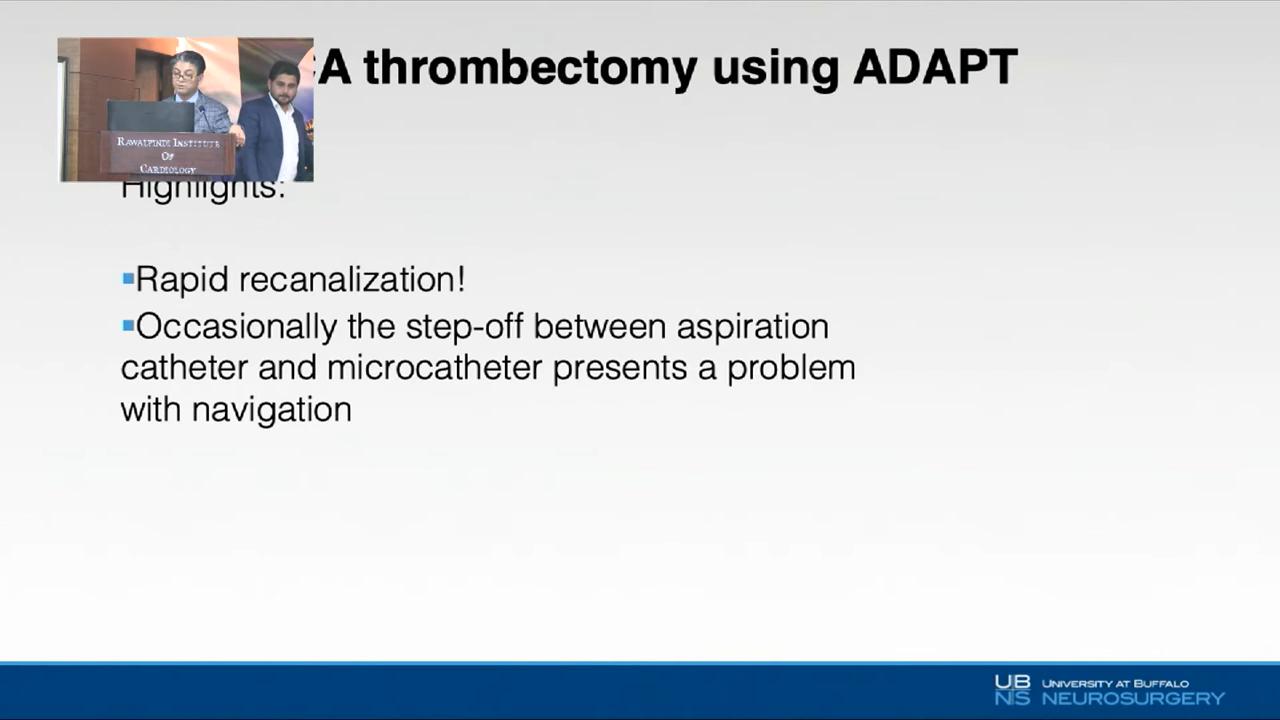 A thrombectomy using ADAPT
RAWALPINDI INSTITUTE
OF
CARDIOLOGY
Highlights:
▪Rapid recanalization!
▪Occasionally the step-off between aspiration
catheter and microcatheter presents a problem
with navigation
UB
NS
UNIVERSITY AT BUFFALO
NEUROSURGERY